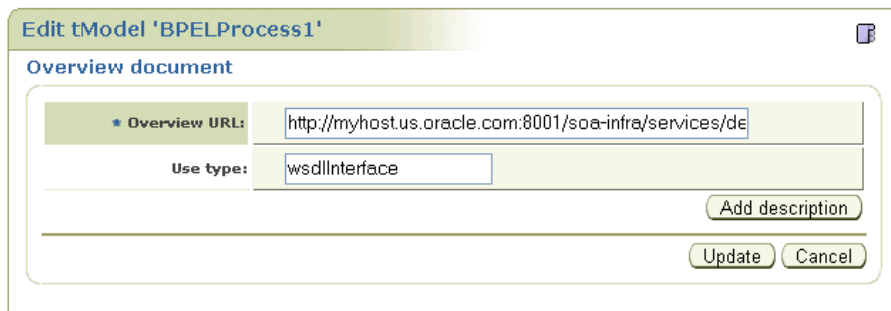 Edit tModel 'BPELProcess1'
Overview document
* Overview URL: http://myhost.us.oracle.com:8001/soa-infra/services/de
Use type: wsdlInterface
Add description
Update Cancel